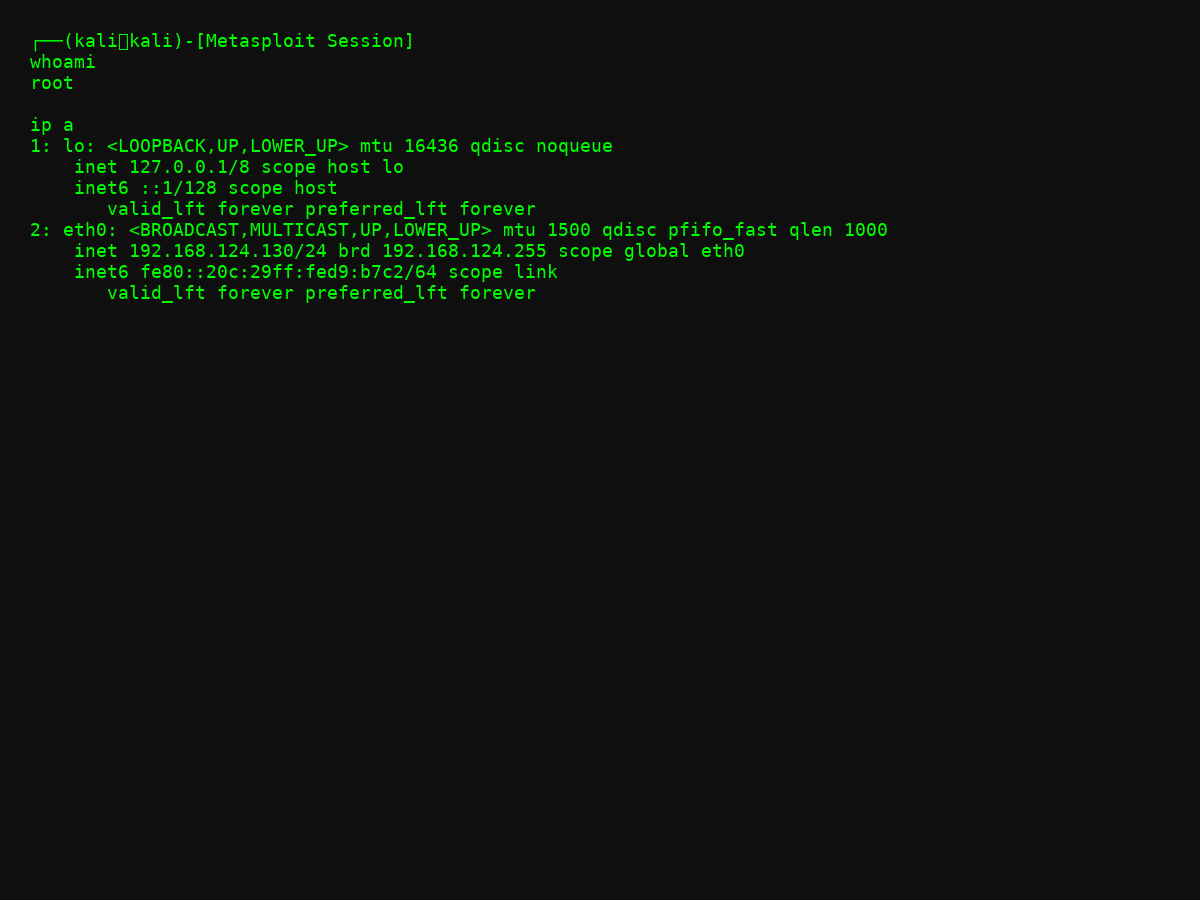 ┌──(kali▯kali)-[Metasploit Session]
whoami
root

ip a
1: lo: <LOOPBACK,UP,LOWER_UP> mtu 16436 qdisc noqueue
    inet 127.0.0.1/8 scope host lo
    inet6 ::1/128 scope host
       valid_lft forever preferred_lft forever
2: eth0: <BROADCAST,MULTICAST,UP,LOWER_UP> mtu 1500 qdisc pfifo_fast qlen 1000
    inet 192.168.124.130/24 brd 192.168.124.255 scope global eth0
    inet6 fe80::20c:29ff:fed9:b7c2/64 scope link
       valid_lft forever preferred_lft forever